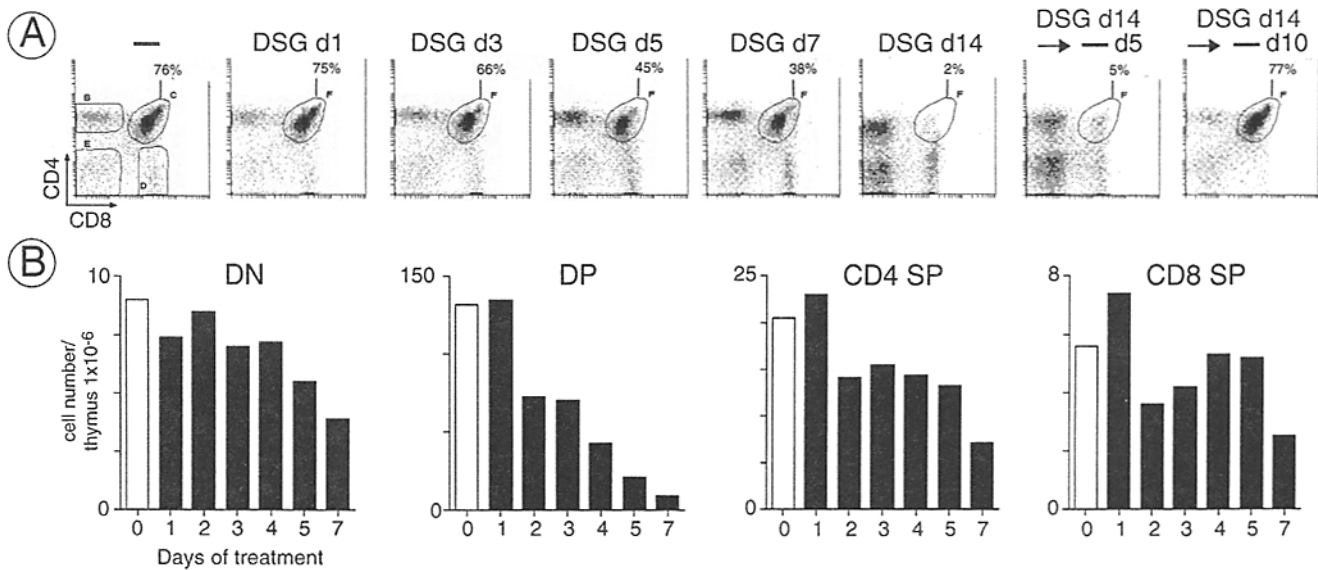 A
—
DSG d1
DSG d3
DSG d5
DSG d7
DSG d14
DSG d14
→ — d5
DSG d14
→ — d10
76%
75%
66%
45%
38%
2%
5%
77%
B
C
E
D
F
F
F
F
F
F
F
CD4
CD8
B
DN
DP
CD4 SP
CD8 SP
cell number/
thymus 1x10-6
10
0
150
0
25
0
8
0
0 1 2 3 4 5 7
0 1 2 3 4 5 7
0 1 2 3 4 5 7
0 1 2 3 4 5 7
Days of treatment